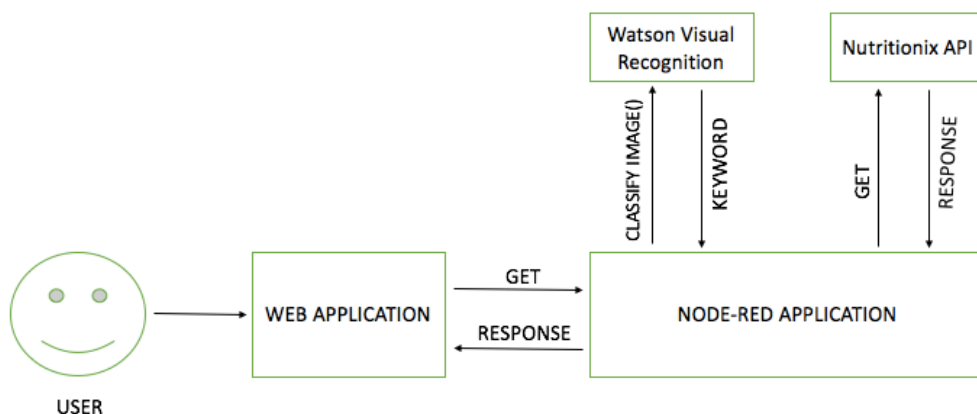 Watson Visual
Recognition
Nutritionix API
CLASSIFY IMAGE()
KEYWORD
GET
RESPONSE
WEB APPLICATION
GET
RESPONSE
NODE-RED APPLICATION
USER